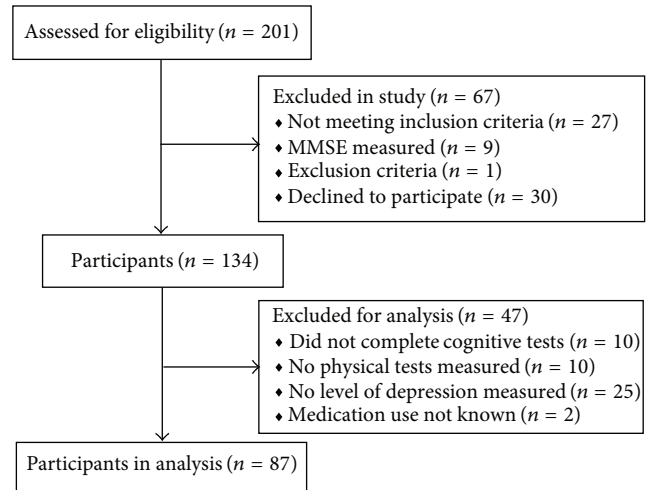 Assessed for eligibility (n = 201)
Excluded in study (n = 67)
♦ Not meeting inclusion criteria (n = 27)
♦ MMSE measured (n = 9)
♦ Exclusion criteria (n = 1)
♦ Declined to participate (n = 30)
Participants (n = 134)
Excluded for analysis (n = 47)
♦ Did not complete cognitive tests (n = 10)
♦ No physical tests measured (n = 10)
♦ No level of depression measured (n = 25)
♦ Medication use not known (n = 2)
Participants in analysis (n = 87)